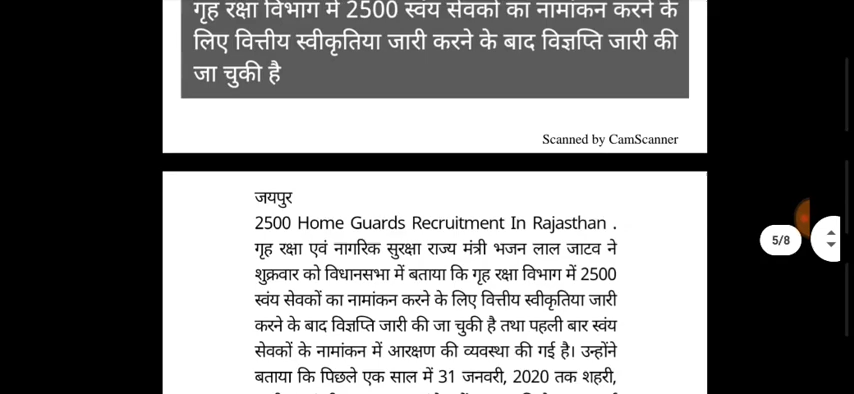 गृह रक्षा विभाग में 2500 स्वंय सेवकों का नामांकन करने के
लिए वित्तीय स्वीकृतिया जारी करने के बाद विज्ञप्ति जारी की
जा चुकी है
Scanned by CamScanner
जयपुर
2500 Home Guards Recruitment In Rajasthan .
गृह रक्षा एवं नागरिक सुरक्षा राज्य मंत्री भजन लाल जाटव ने
शुक्रवार को विधानसभा में बताया कि गृह रक्षा विभाग में 2500
स्वंय सेवकों का नामांकन करने के लिए वित्तीय स्वीकृतिया जारी
करने के बाद विज्ञप्ति जारी की जा चुकी है तथा पहली बार स्वंय
सेवकों के नामांकन में आरक्षण की व्यवस्था की गई है। उन्होंने
बताया कि पिछले एक साल में 31 जनवरी, 2020 तक शहरी,
5/8